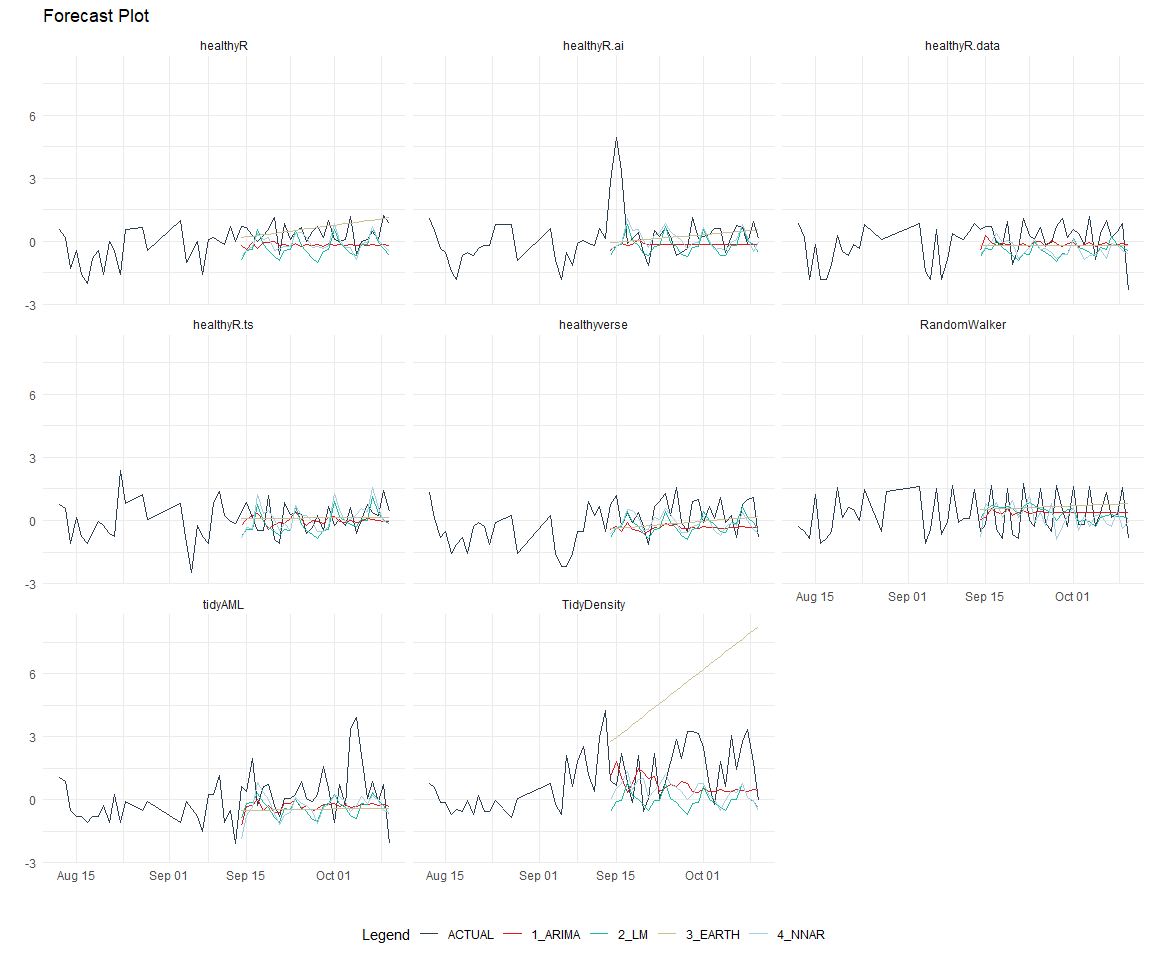 Forecast Plot
healthyR healthyR.ai healthyR.data
6
3
0
-3
healthyR.ts healthyverse RandomWalker
6
3
0
-3
Aug 15 Sep 01 Sep 15 Oct 01
tidyAML TidyDensity
6
3
0
-3
Aug 15 Sep 01 Sep 15 Oct 01 Aug 15 Sep 01 Sep 15 Oct 01
Legend ACTUAL 1_ARIMA 2_LM 3_EARTH 4_NNAR